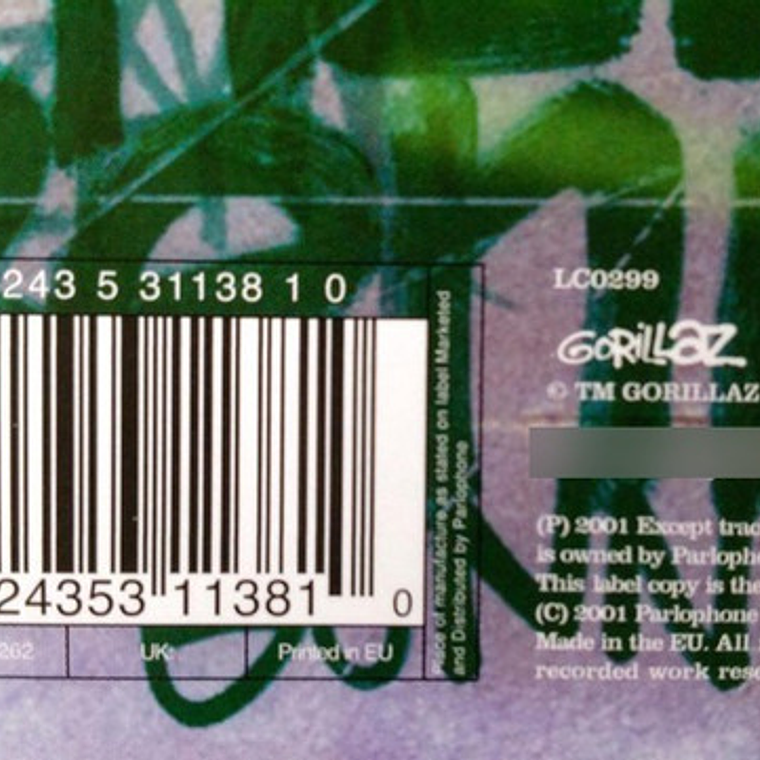 243 5 31138 1 0
24353 11381 0
262
UK:
Printed in EU
Place of manufacture as stated on label Marketed
and Distributed by Parlophone
LC0299
GORILLAZ
© TM GORILLAZ
(P) 2001 Except trac
is owned by Parloph
This label copy is the
(C) 2001 Parlophone
Made in the EU. All
recorded work rese